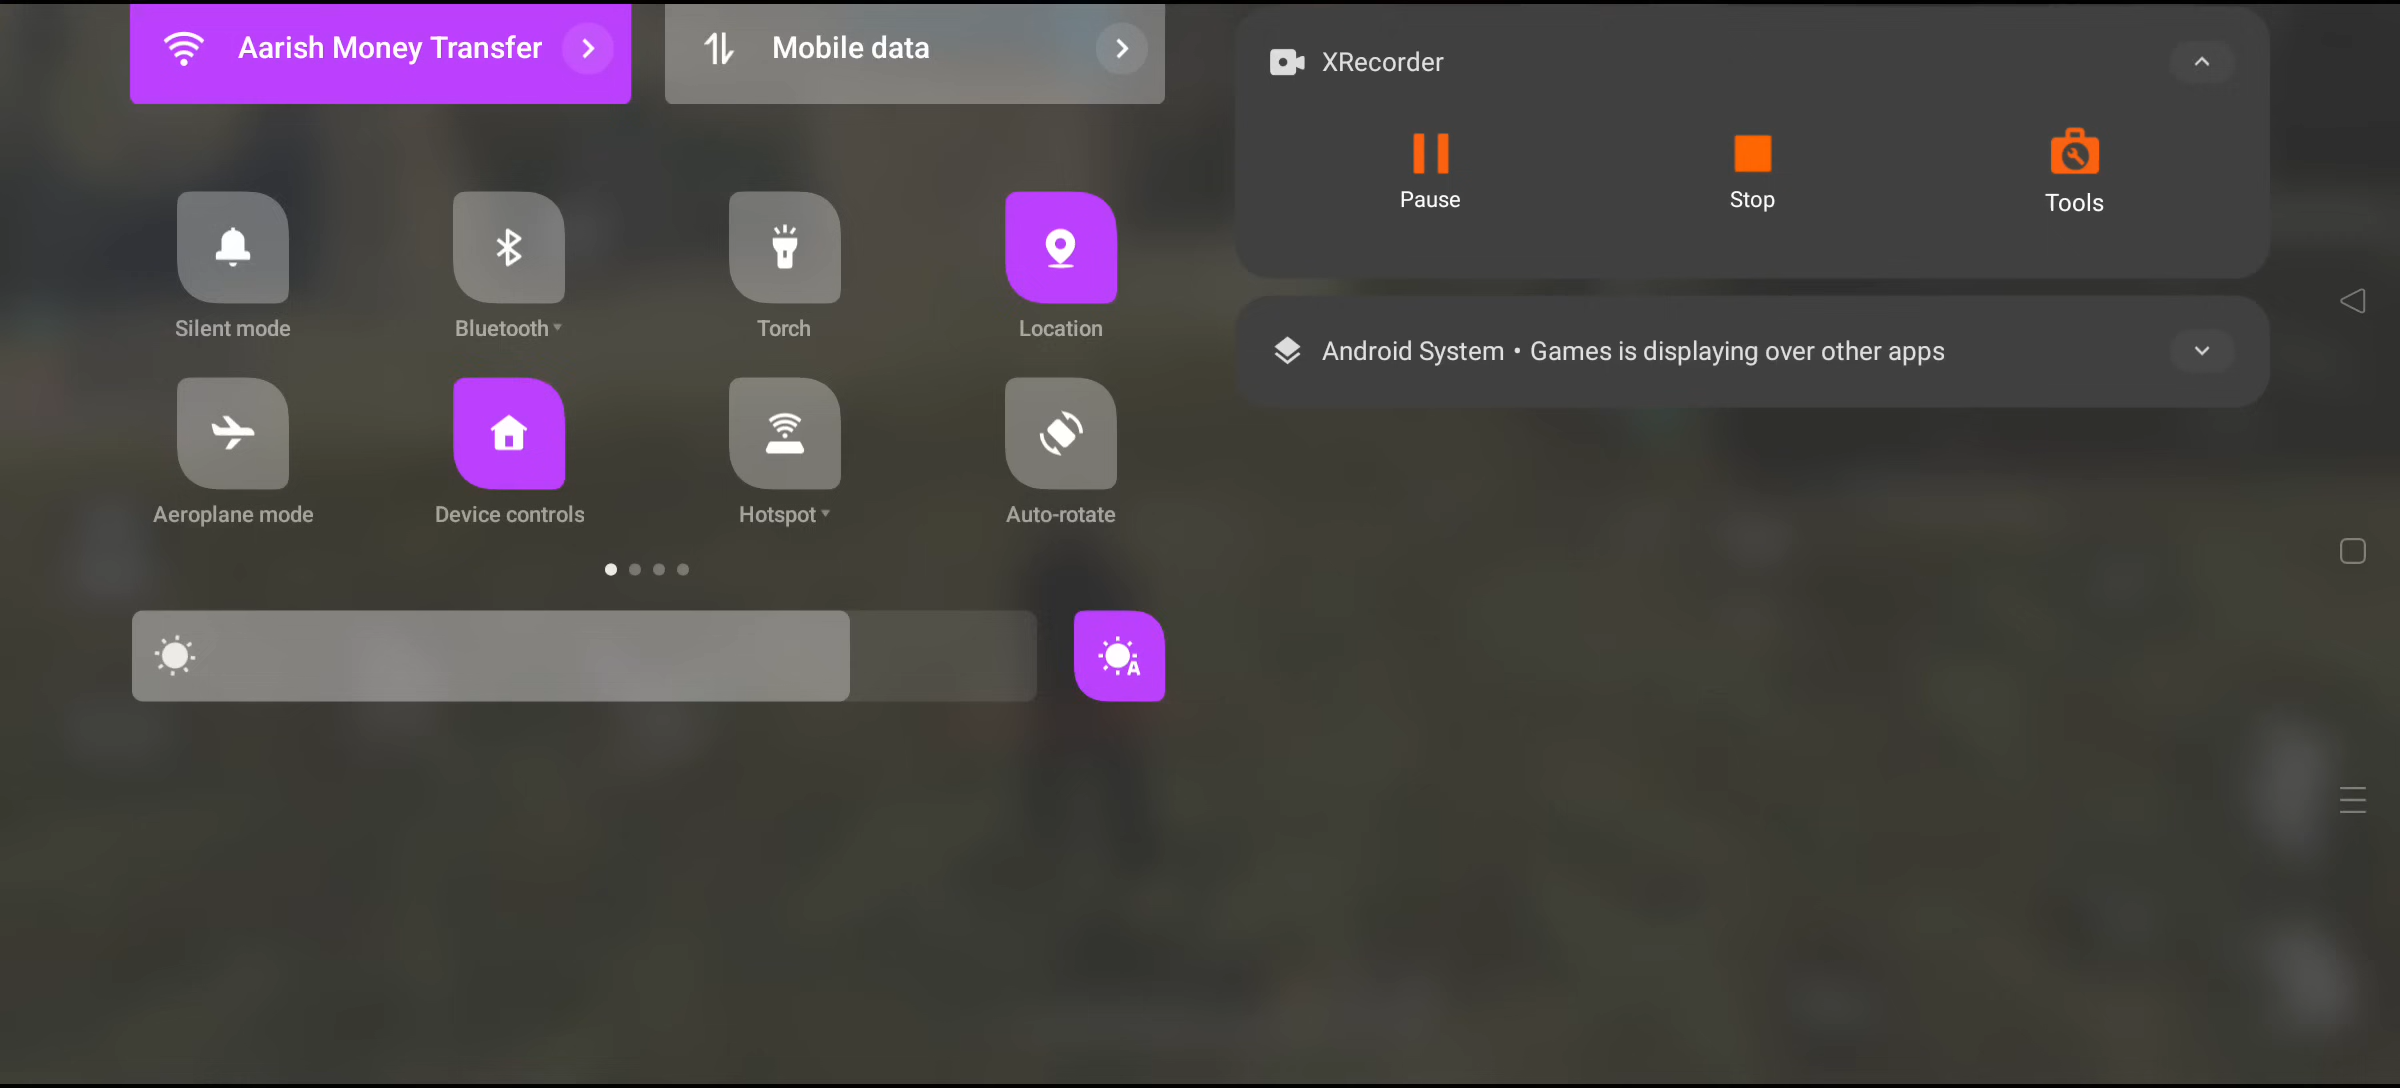 Aarish Money Transfer
Mobile data
Silent mode
Bluetooth
Torch
Location
Aeroplane mode
Device controls
Hotspot
Auto-rotate
A
XRecorder
Pause
Stop
Tools
Android System • Games is displaying over other apps